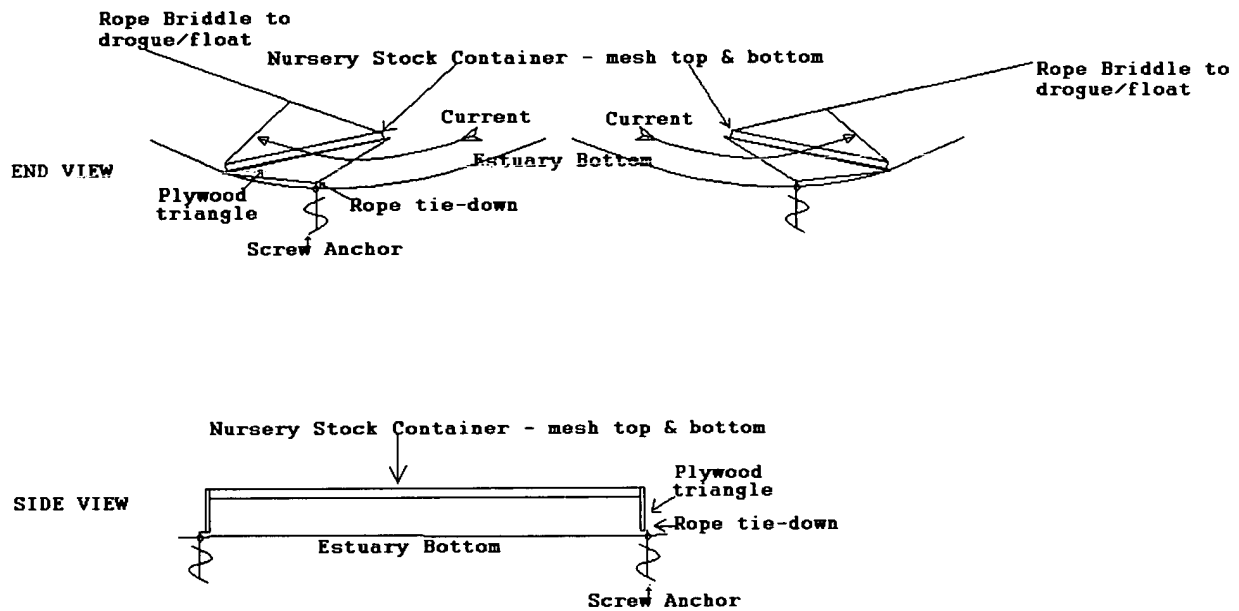 Rope Briddle to
drogue/float
Nursery Stock Container - mesh top & bottom
Rope Briddle to
drogue/float
Current
Current
Estuary Bottom
END VIEW
Plywood
triangle
Rope tie-down
Screw Anchor
Nursery Stock Container - mesh top & bottom
Plywood
triangle
SIDE VIEW
Rope tie-down
Estuary Bottom
Screw Anchor